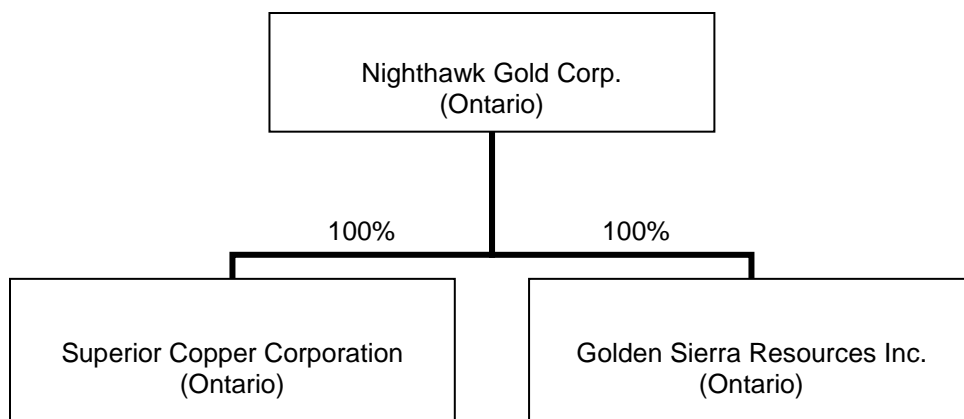 Nighthawk Gold Corp.
(Ontario)
100%
100%
Superior Copper Corporation
(Ontario)
Golden Sierra Resources Inc.
(Ontario)